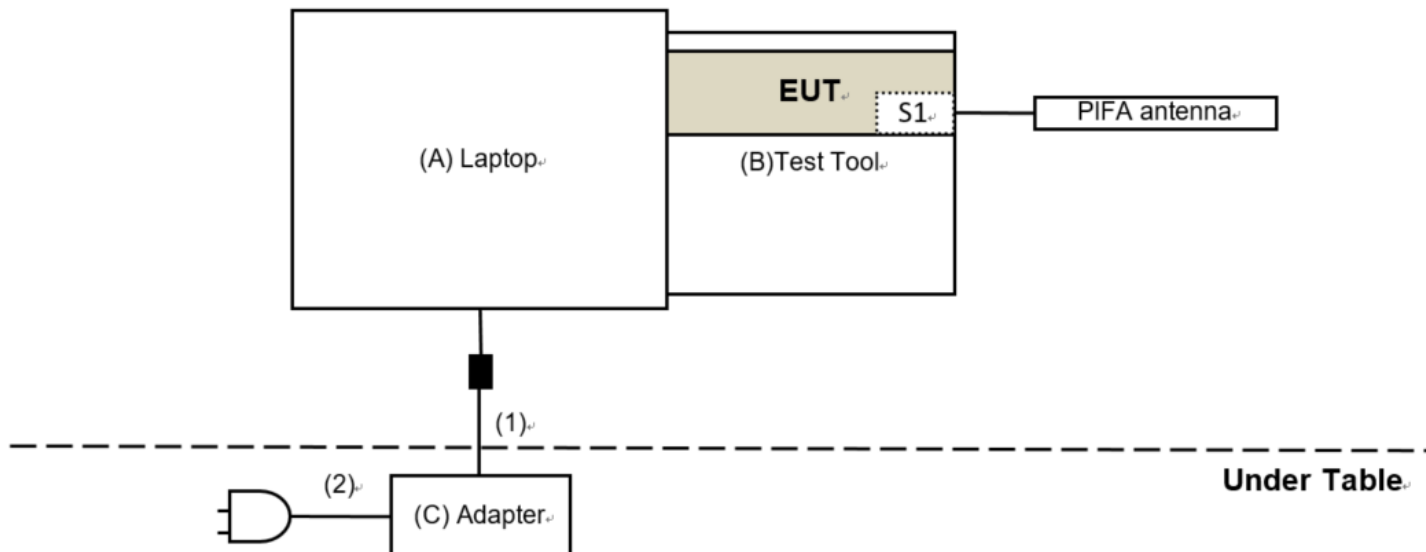 EUT
S1
PIFA antenna
(A) Laptop
(B)Test Tool
(1)
Under Table
(2)
(C) Adapter